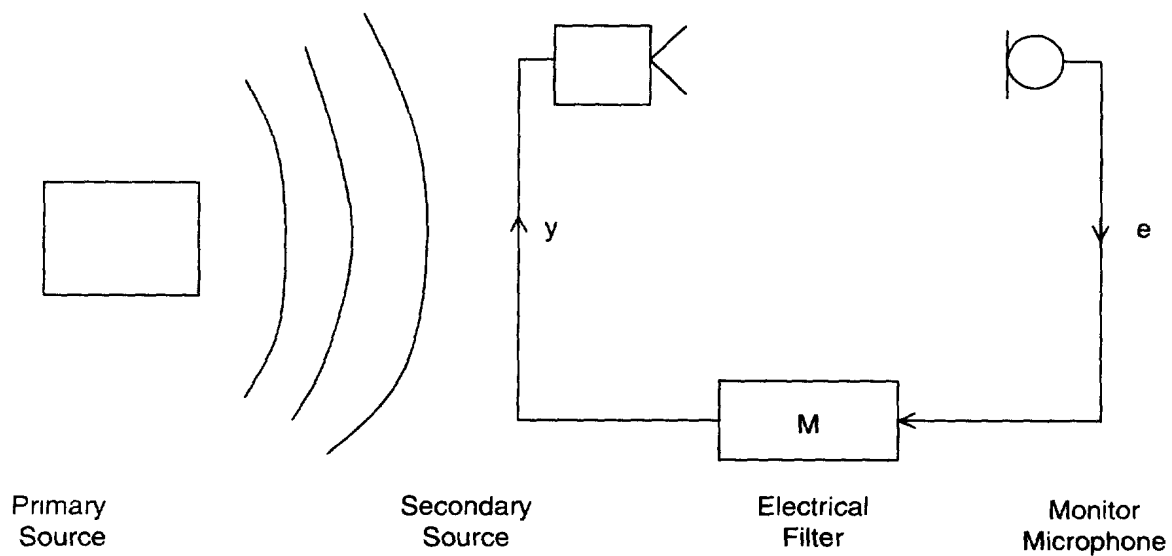 y
e
M
Primary
Source
Secondary
Source
Electrical
Filter
Monitor
Microphone